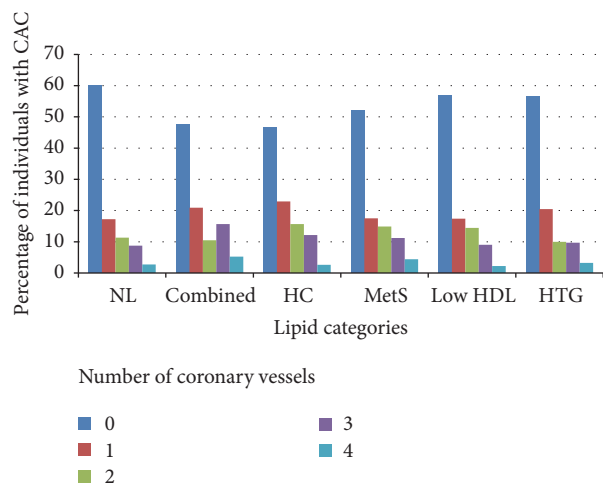 Percentage of individuals with CAC
70
60
50
40
30
20
10
0
NL Combined HC MetS Low HDL HTG
Lipid categories
Number of coronary vessels
0 3
1 4
2